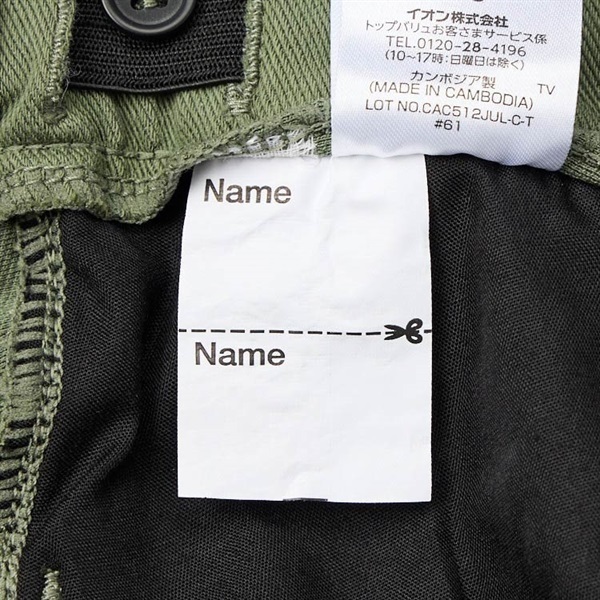 イオン株式会社
トップバリュお客さまサービス係
TEL.0120-28-4196
(10〜17時:日曜日は除く)
カンボジア製 TV
(MADE IN CAMBODIA)
LOT NO.CAC512JUL-C-T
#61
Name
Name